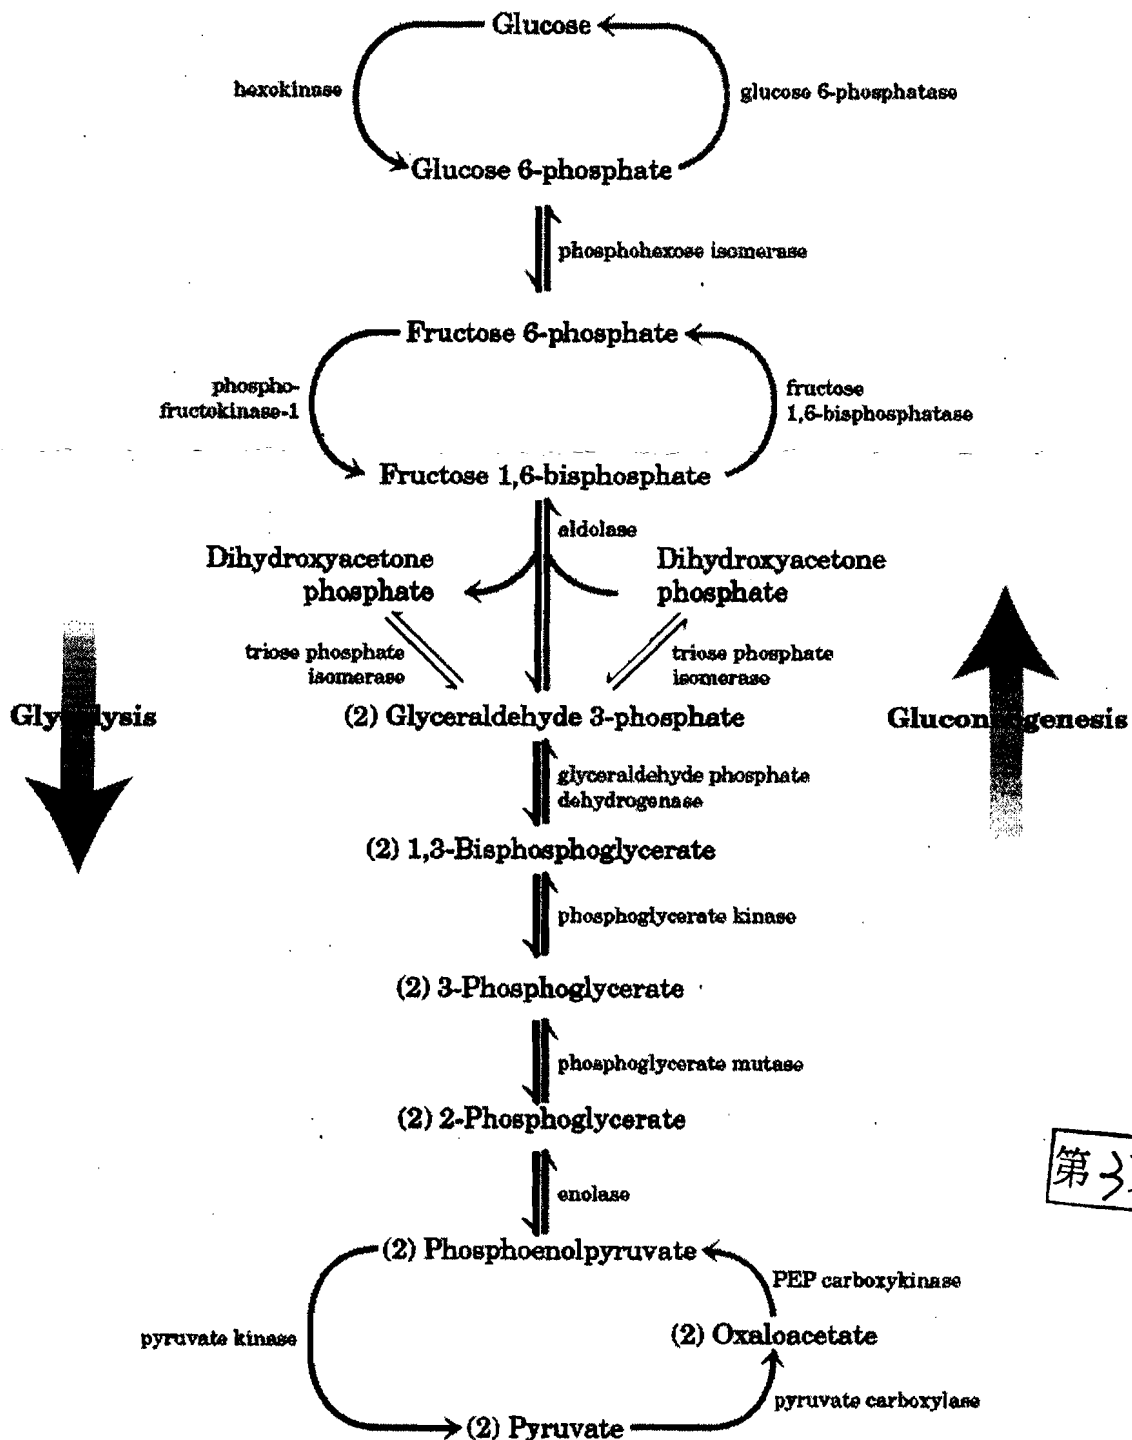 Glucose
hexokinase
glucose 6-phosphatase
Glucose 6-phosphate
phosphohexose isomerase
Fructose 6-phosphate
phospho-
fructokinase-1
fructose
1,6-bisphosphatase
Fructose 1,6-bisphosphate
aldolase
Dihydroxyacetone
phosphate
Dihydroxyacetone
phosphate
triose phosphate
isomerase
triose phosphate
isomerase
Glycolysis
(2) Glyceraldehyde 3-phosphate
Gluconeogenesis
glyceraldehyde phosphate
dehydrogenase
(2) 1,3-Bisphosphoglycerate
phosphoglycerate kinase
(2) 3-Phosphoglycerate
phosphoglycerate mutase
(2) 2-Phosphoglycerate
第3
enolase
(2) Phosphoenolpyruvate
PEP carboxykinase
pyruvate kinase
(2) Oxaloacetate
pyruvate carboxylase
(2) Pyruvate